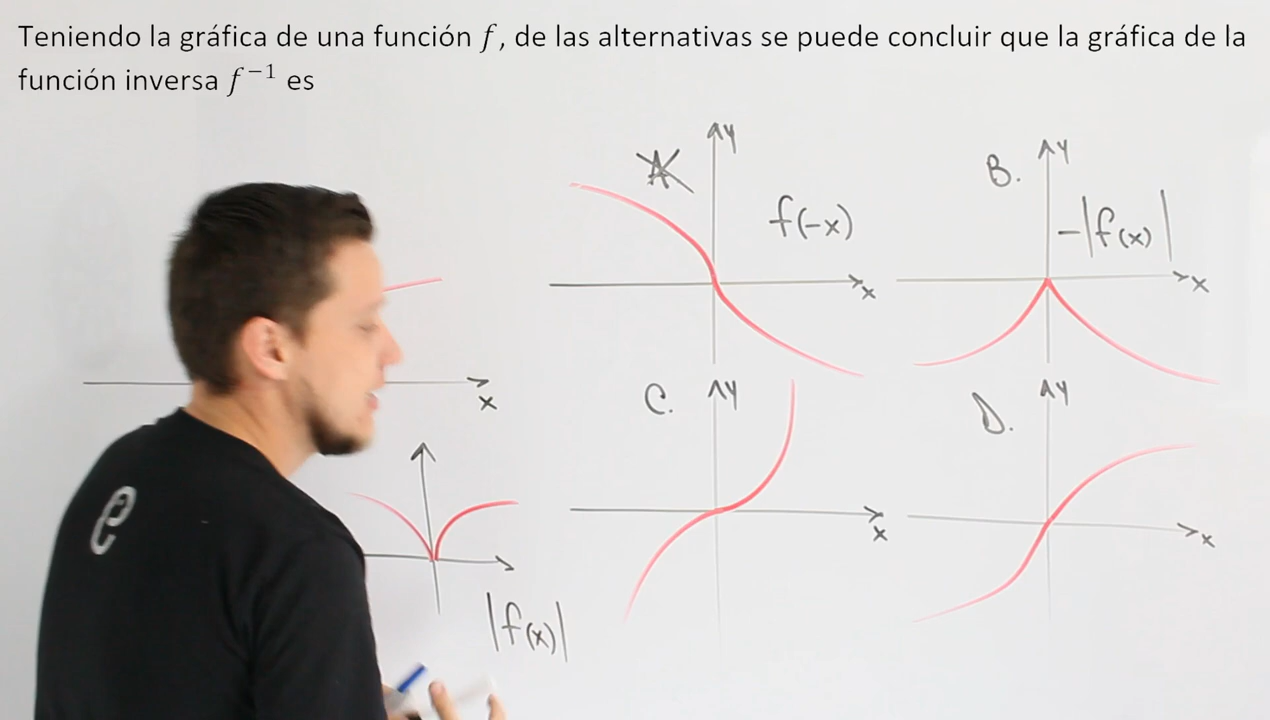 Teniendo la gráfica de una función f, de las alternativas se puede concluir que la gráfica de la
función inversa f⁻¹ es
A y
f(-x)
x
B. y
-|f(x)|
x
x
C. y
x
D. y
x
|f(x)|
e